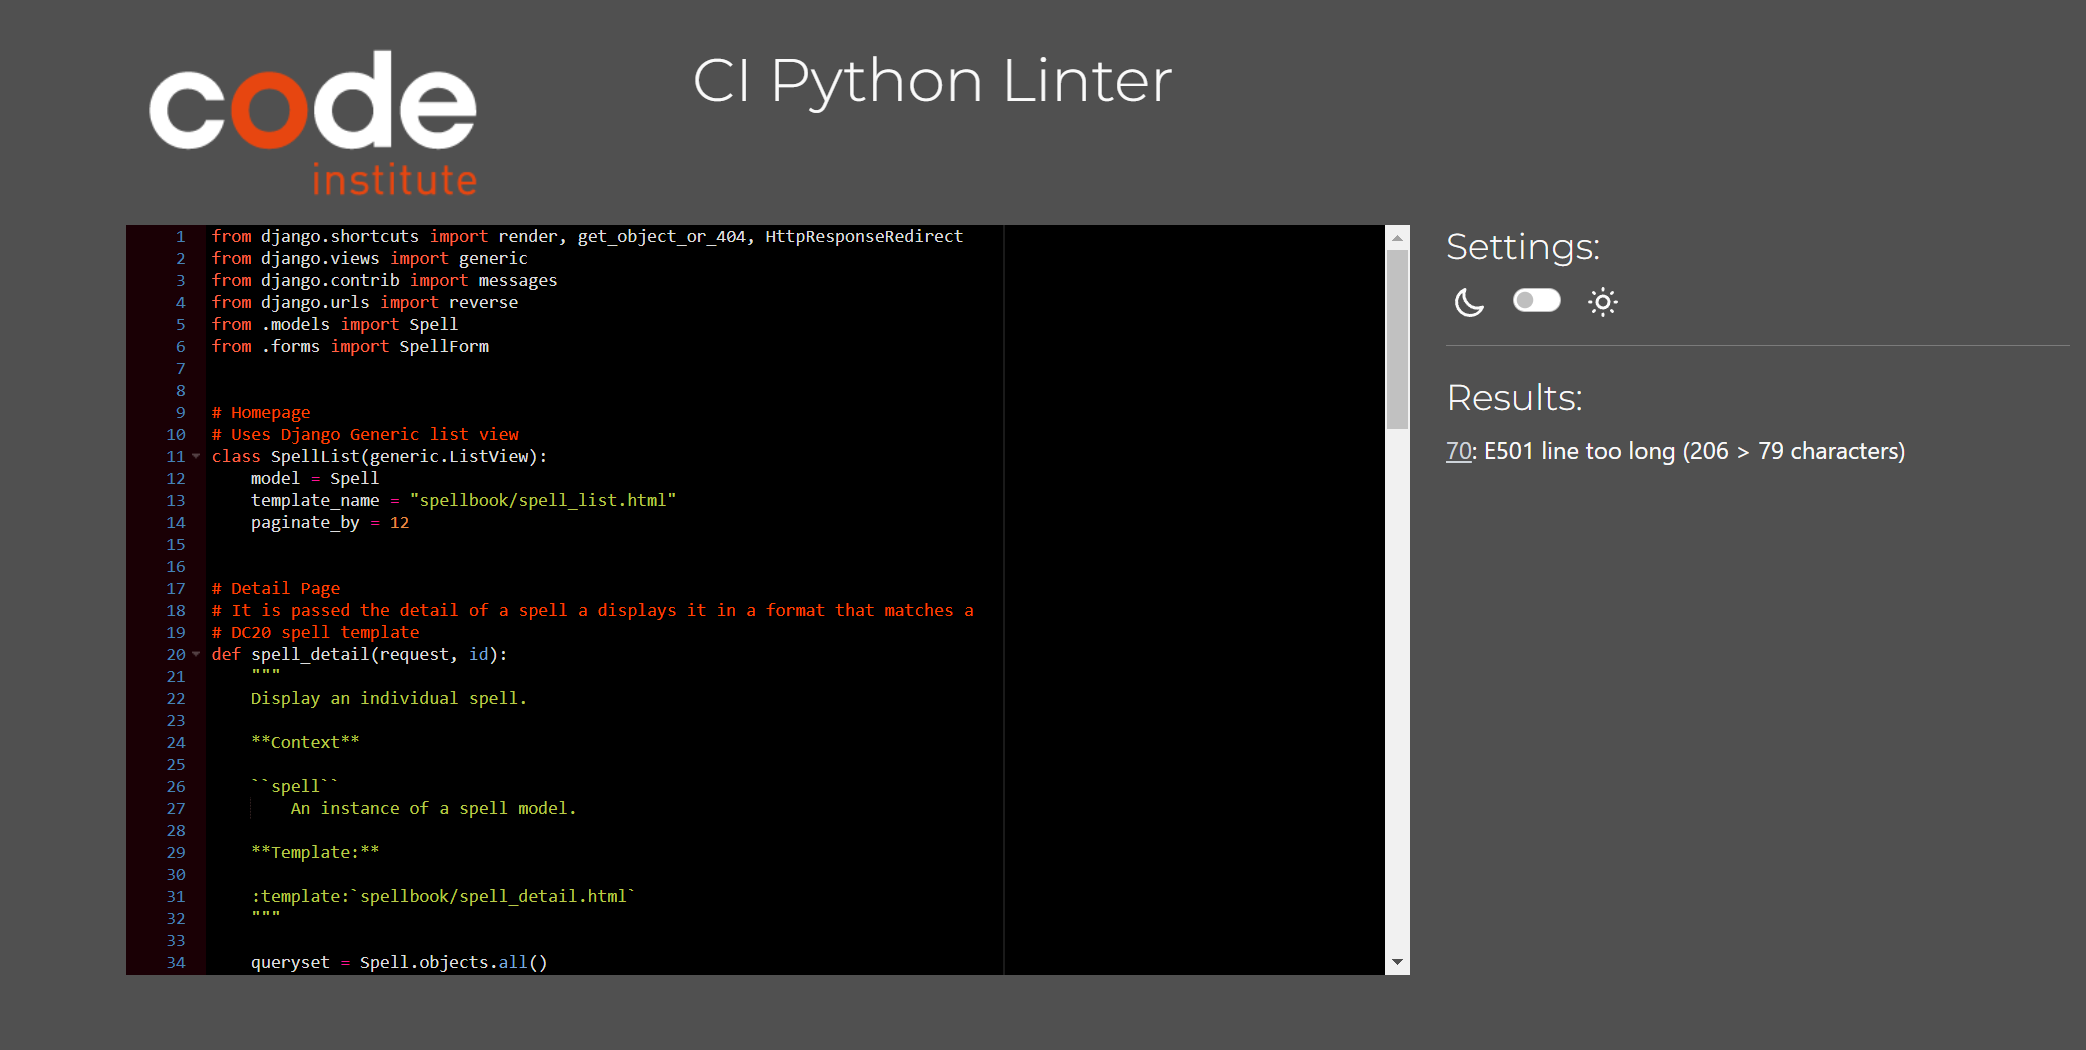 code
institute
CI Python Linter
1 from django.shortcuts import render, get_object_or_404, HttpResponseRedirect
2 from django.views import generic
3 from django.contrib import messages
4 from django.urls import reverse
5 from .models import Spell
6 from .forms import SpellForm
7
8
9 # Homepage
10 # Uses Django Generic list view
11 class SpellList(generic.ListView):
12     model = Spell
13     template_name = "spellbook/spell_list.html"
14     paginate_by = 12
15
16
17 # Detail Page
18 # It is passed the detail of a spell a displays it in a format that matches a
19 # DC20 spell template
20 def spell_detail(request, id):
21     """
22     Display an individual spell.
23
24     **Context**
25
26     ``spell``
27         An instance of a spell model.
28
29     **Template:**
30
31     :template:`spellbook/spell_detail.html`
32     """
33
34     queryset = Spell.objects.all()
Settings:
Results:
70: E501 line too long (206 > 79 characters)